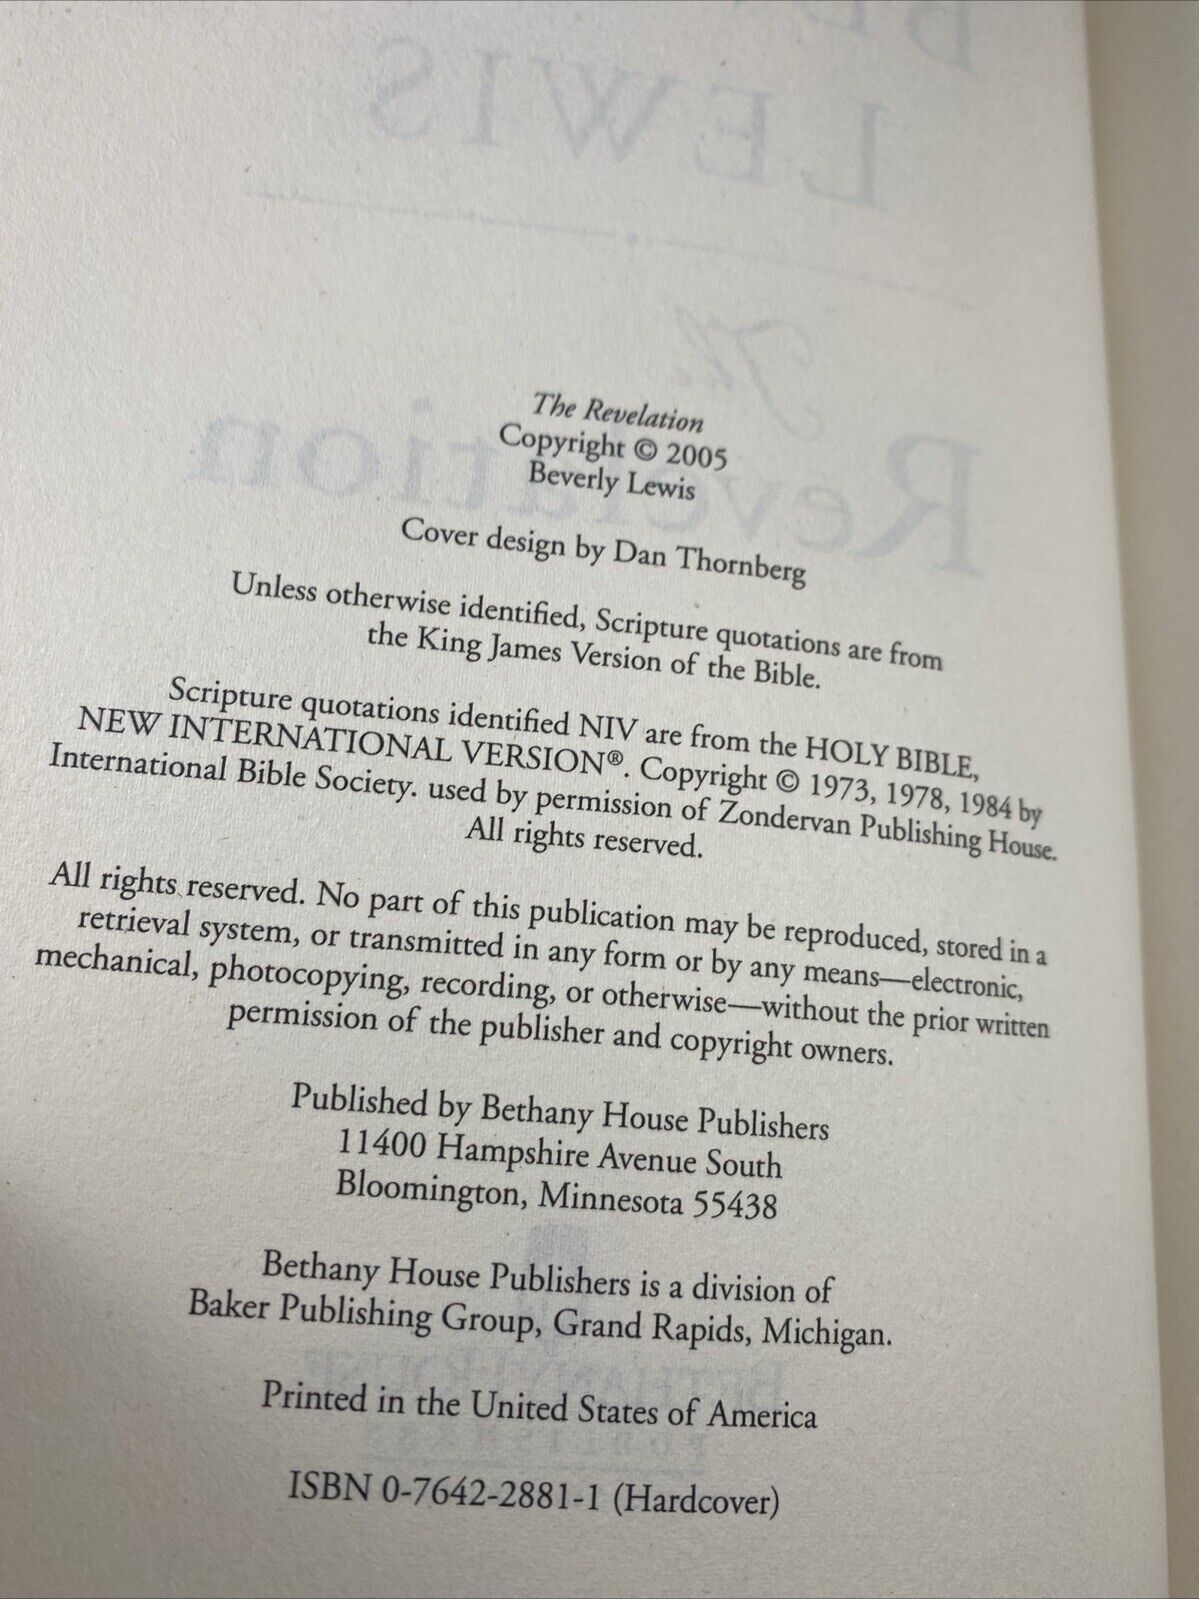 The Revelation
Copyright © 2005
Beverly Lewis
Cover design by Dan Thornberg
Unless otherwise identified, Scripture quotations are from
the King James Version of the Bible.
Scripture quotations identified NIV are from the HOLY BIBLE,
NEW INTERNATIONAL VERSION®. Copyright © 1973, 1978, 1984 by
International Bible Society. used by permission of Zondervan Publishing House.
All rights reserved.
All rights reserved. No part of this publication may be reproduced, stored in a
retrieval system, or transmitted in any form or by any means—electronic,
mechanical, photocopying, recording, or otherwise—without the prior written
permission of the publisher and copyright owners.
Published by Bethany House Publishers
11400 Hampshire Avenue South
Bloomington, Minnesota 55438
Bethany House Publishers is a division of
Baker Publishing Group, Grand Rapids, Michigan.
Printed in the United States of America
ISBN 0-7642-2881-1 (Hardcover)